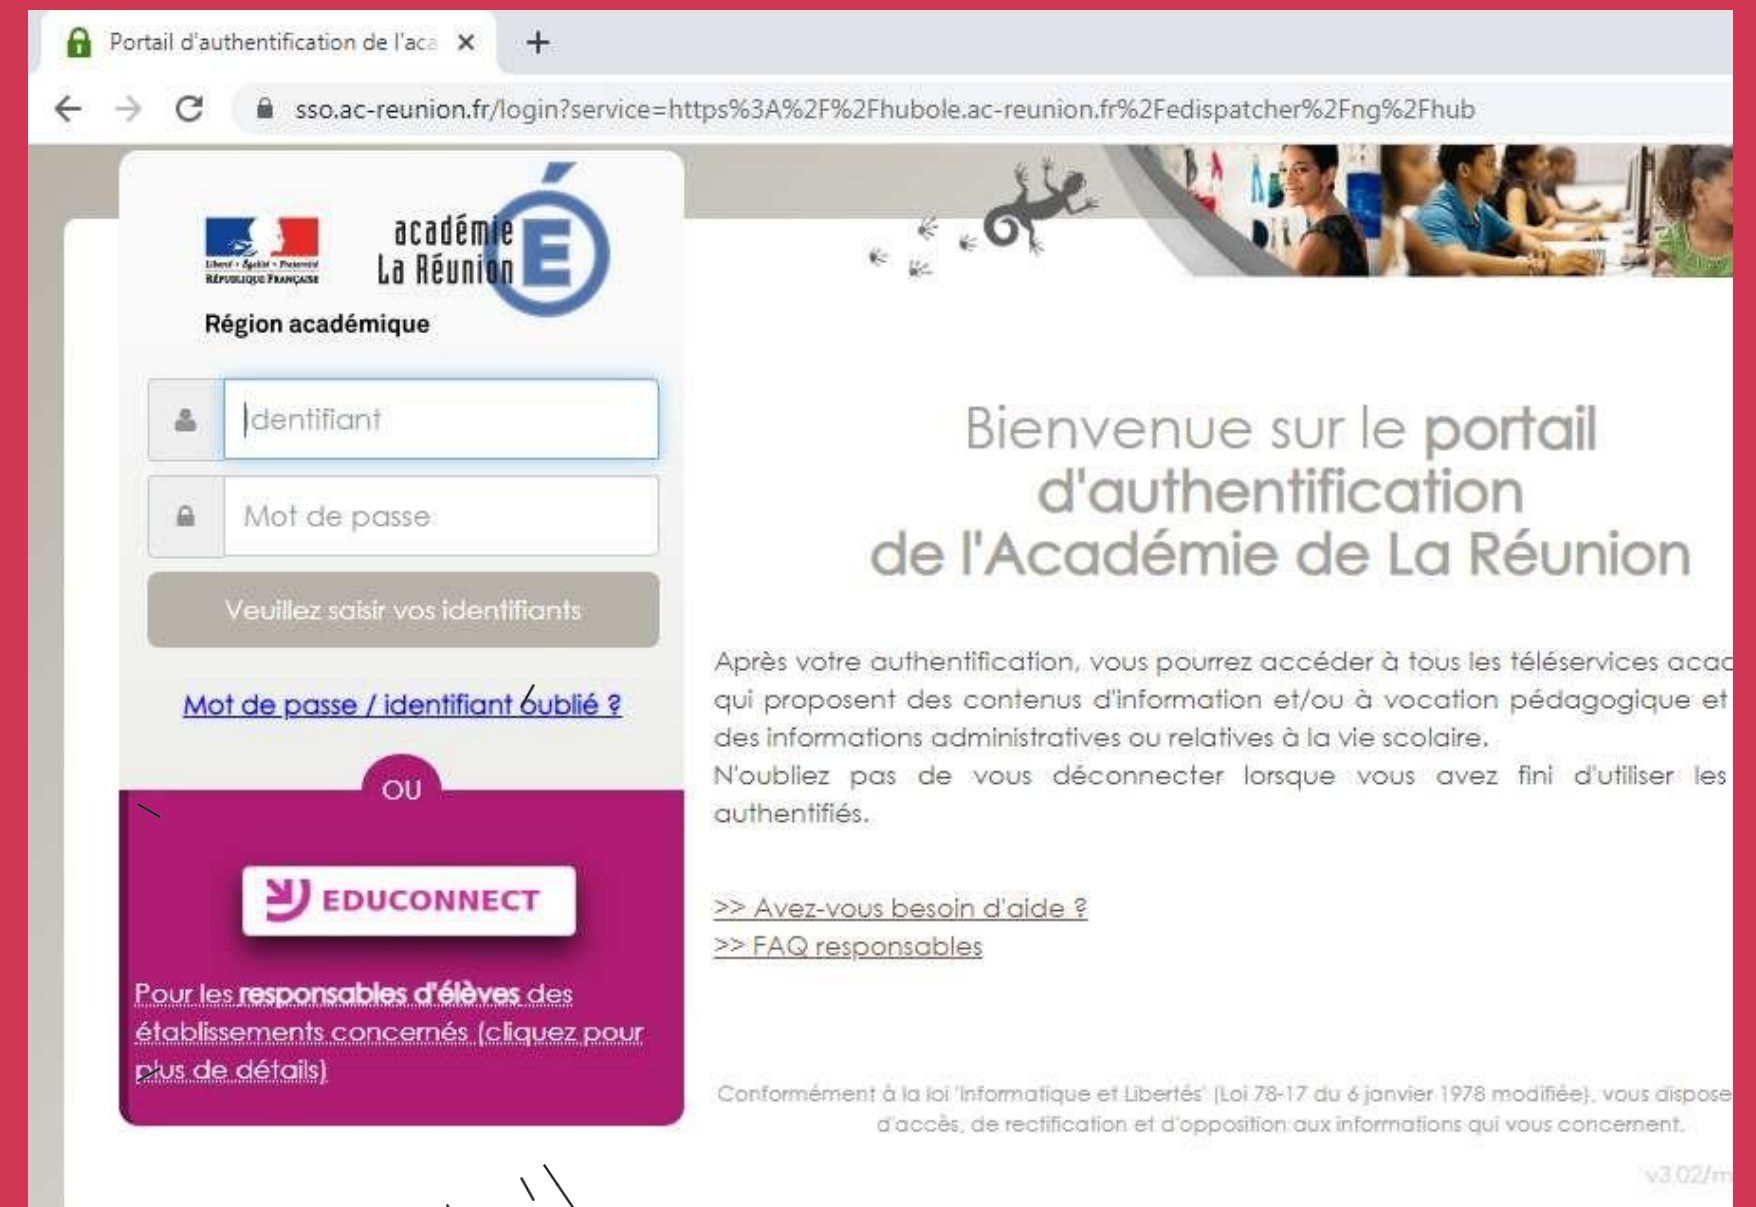 Portail d'authentification de l'aca
sso.ac-reunion.fr/login?service=https%3A%2F%2Fhubole.ac-reunion.fr%2Fedispatcher%2Fng%2Fhub
Liberté • Égalité • Fraternité
RÉPUBLIQUE FRANÇAISE
académie
La Réunion
É
Région académique
Identifiant
Mot de passe
Veuillez saisir vos identifiants
Mot de passe / identifiant oublié ?
OU
EDUCONNECT
Pour les responsables d'élèves des
établissements concernés (cliquez pour
plus de détails)
Bienvenue sur le portail
d'authentification
de l'Académie de La Réunion
Après votre authentification, vous pourrez accéder à tous les téléservices acad
qui proposent des contenus d'information et/ou à vocation pédagogique et
des informations administratives ou relatives à la vie scolaire.
N'oubliez pas de vous déconnecter lorsque vous avez fini d'utiliser les
authentifiés.
>> Avez-vous besoin d'aide ?
>> FAQ responsables
Conformément à la loi 'Informatique et Libertés' (Loi 78-17 du 6 janvier 1978 modifiée), vous dispose
d'accès, de rectification et d'opposition aux informations qui vous concernent.
v3.02/m